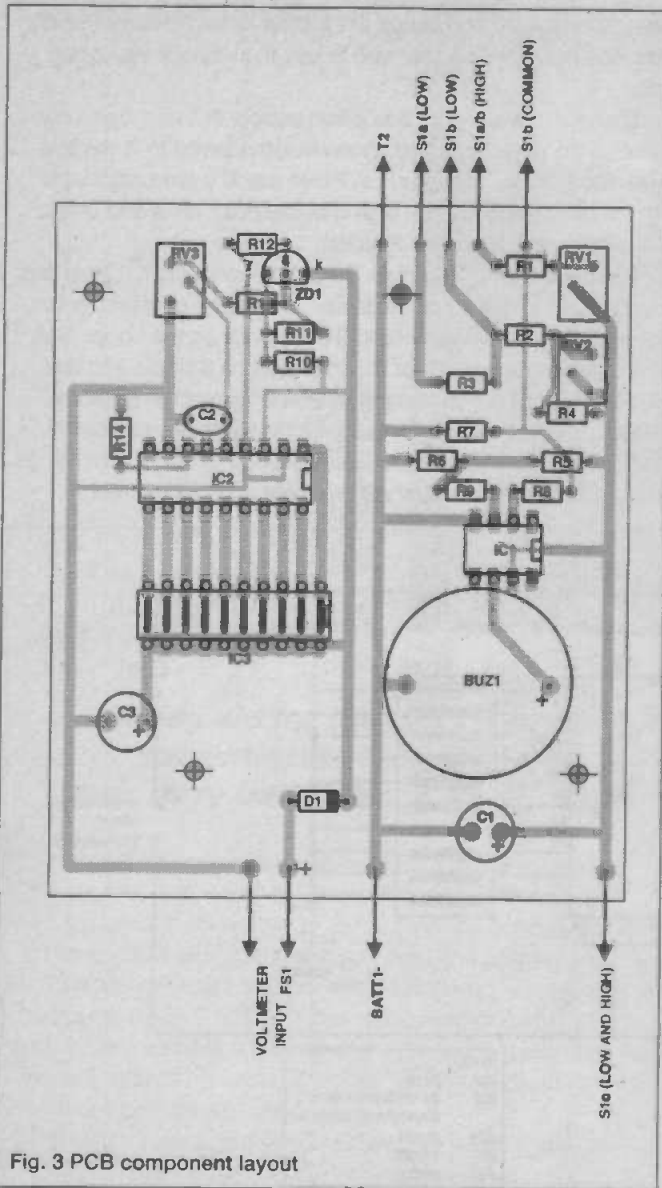 T2
S1a (LOW)
S1b (LOW)
S1a/b (HIGH)
S1b (COMMON)
RV3
R12
k
ZD1
R1
R11
R10
R1
RV1
R2
RV2
R3
R4
C2
R14
R7
R6
R5
R9
R8
IC2
IC
IC3
BUZ1
+
C3
+
D1
C1
+
+
VOLTMETER
INPUT FS1
BATT1-
S1a (LOW AND HIGH)
Fig. 3 PCB component layout